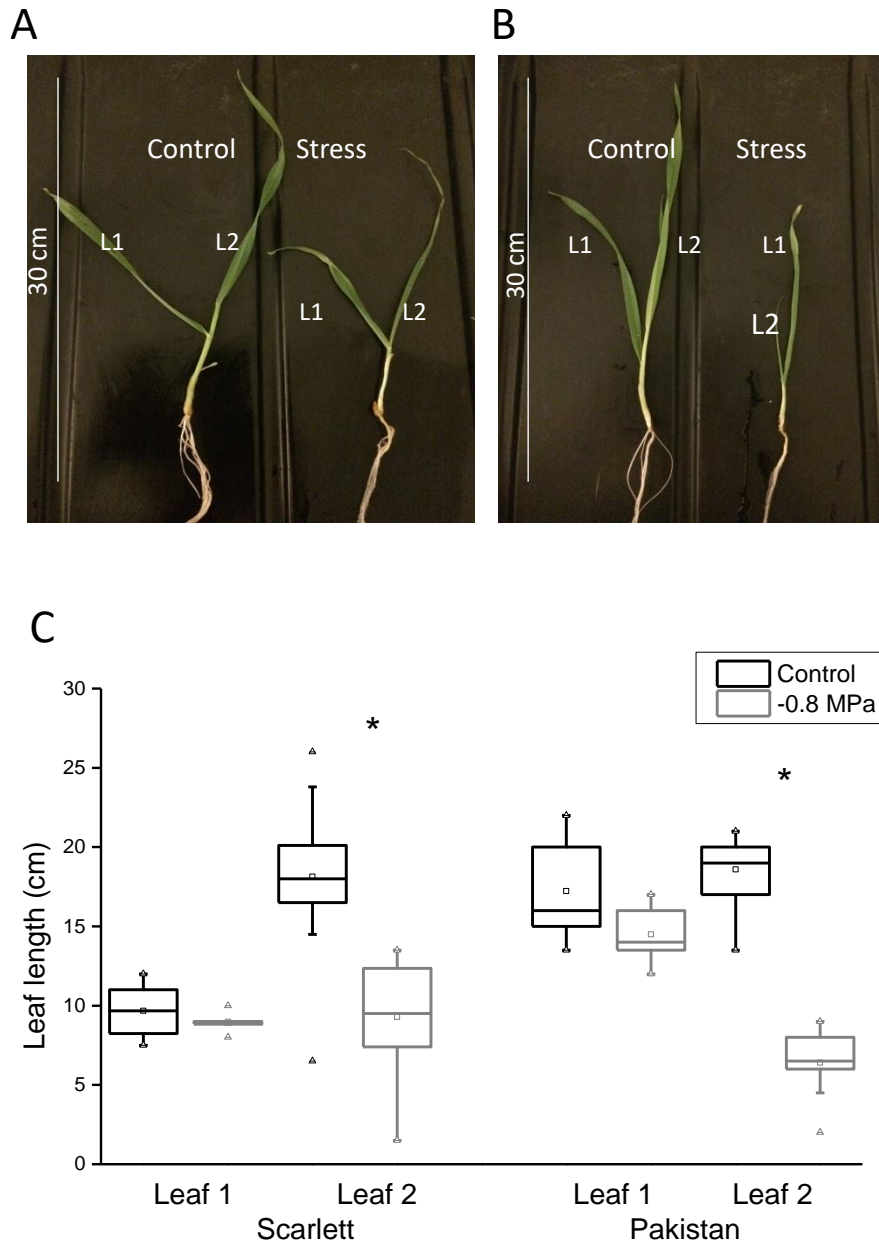 A
B
Control
Stress
L1
L2
L1
L2
30 cm
Control
Stress
L1
L2
L1
L2
30 cm
C
Control
-0.8 MPa
30
25
20
15
10
5
0
Leaf length (cm)
*
*
Leaf 1
Leaf 2
Leaf 1
Leaf 2
Scarlett
Pakistan